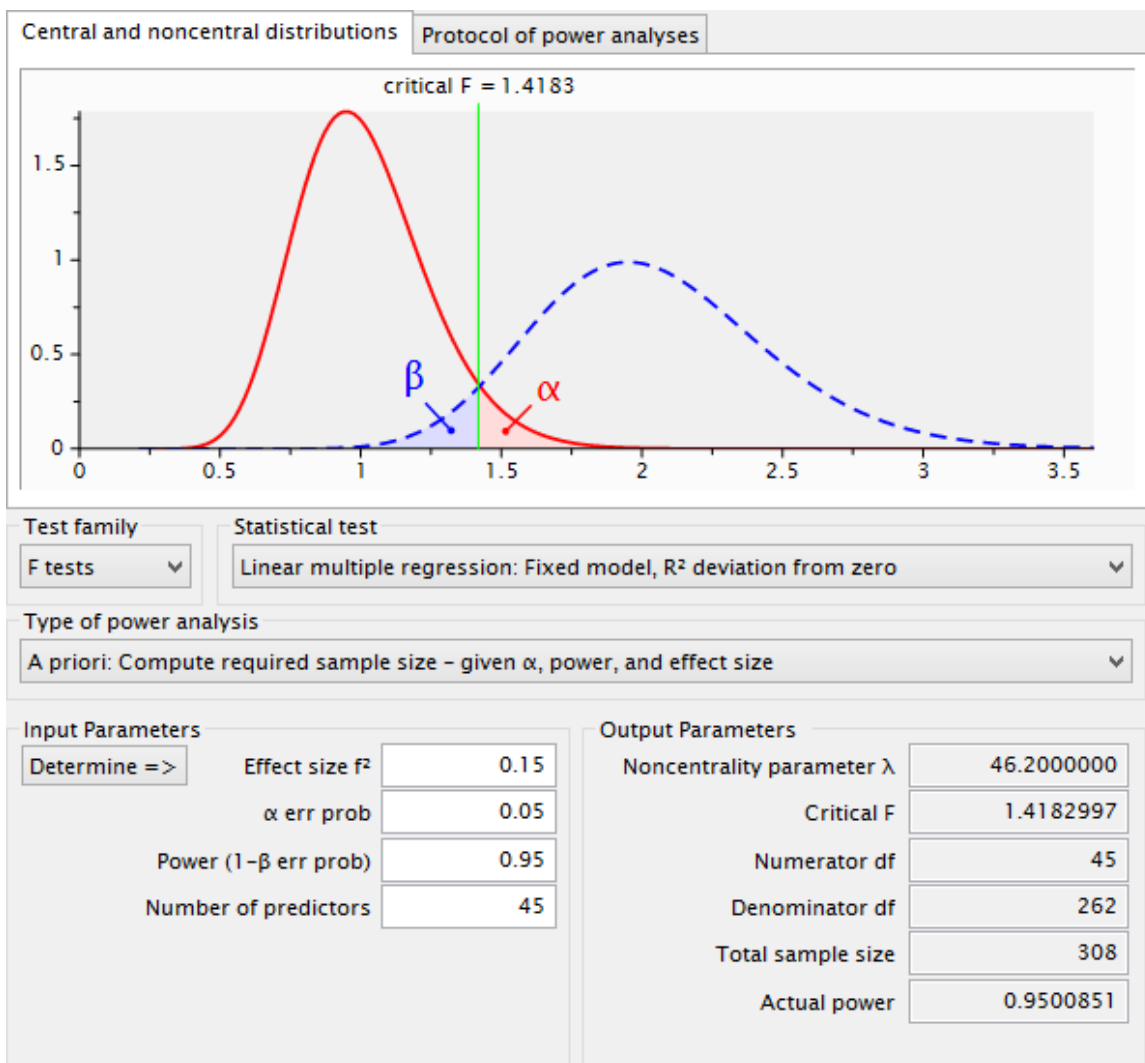 Central and noncentral distributions Protocol of power analyses
critical F = 1.4183
1.5
1
0.5
0
β
α
0 0.5 1 1.5 2 2.5 3 3.5
Test family Statistical test
F tests Linear multiple regression: Fixed model, R² deviation from zero
Type of power analysis
A priori: Compute required sample size – given α, power, and effect size
Input Parameters
Determine =>
Effect size f² 0.15
α err prob 0.05
Power (1–β err prob) 0.95
Number of predictors 45
Output Parameters
Noncentrality parameter λ 46.2000000
Critical F 1.4182997
Numerator df 45
Denominator df 262
Total sample size 308
Actual power 0.9500851